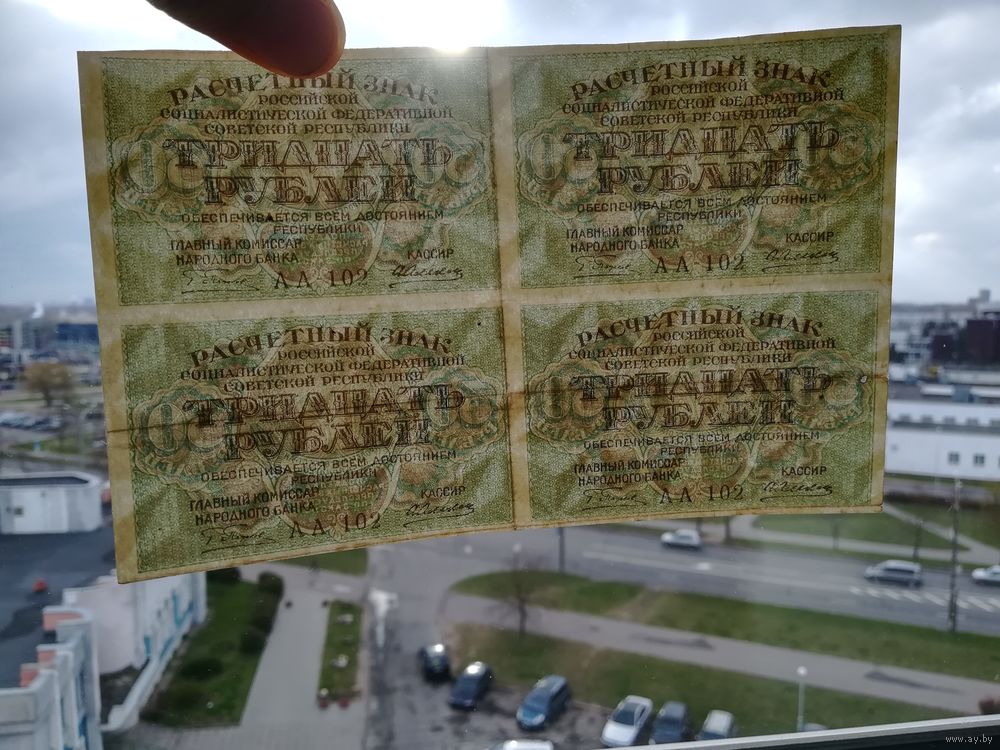 РАСЧЕТНЫЙ ЗНАК
РОССИЙСКОЙ
СОЦИАЛИСТИЧЕСКОЙ ФЕДЕРАТИВНОЙ
СОВЕТСКОЙ РЕСПУБЛИКИ
ТРИДЦАТЬ
РУБЛЕЙ
ОБЕСПЕЧИВАЕТСЯ ВСЕМ ДОСТОЯНИЕМ
РЕСПУБЛИКИ
ГЛАВНЫЙ КОМИССАР
НАРОДНОГО БАНКА
КАССИР
АА 102
РАСЧЕТНЫЙ ЗНАК
РОССИЙСКОЙ
СОЦИАЛИСТИЧЕСКОЙ ФЕДЕРАТИВНОЙ
СОВЕТСКОЙ РЕСПУБЛИКИ
ТРИДЦАТЬ
РУБЛЕЙ
ОБЕСПЕЧИВАЕТСЯ ВСЕМ ДОСТОЯНИЕМ
РЕСПУБЛИКИ
ГЛАВНЫЙ КОМИССАР
НАРОДНОГО БАНКА
КАССИР
АА 102
РАСЧЕТНЫЙ ЗНАК
РОССИЙСКОЙ
СОЦИАЛИСТИЧЕСКОЙ ФЕДЕРАТИВНОЙ
СОВЕТСКОЙ РЕСПУБЛИКИ
ТРИДЦАТЬ
РУБЛЕЙ
ОБЕСПЕЧИВАЕТСЯ ВСЕМ ДОСТОЯНИЕМ
РЕСПУБЛИКИ
ГЛАВНЫЙ КОМИССАР
НАРОДНОГО БАНКА
КАССИР
АА 102
РАСЧЕТНЫЙ ЗНАК
РОССИЙСКОЙ
СОЦИАЛИСТИЧЕСКОЙ ФЕДЕРАТИВНОЙ
СОВЕТСКОЙ РЕСПУБЛИКИ
ТРИДЦАТЬ
РУБЛЕЙ
ОБЕСПЕЧИВАЕТСЯ ВСЕМ ДОСТОЯНИЕМ
РЕСПУБЛИКИ
ГЛАВНЫЙ КОМИССАР
НАРОДНОГО БАНКА
КАССИР
АА 102
www.ay.by